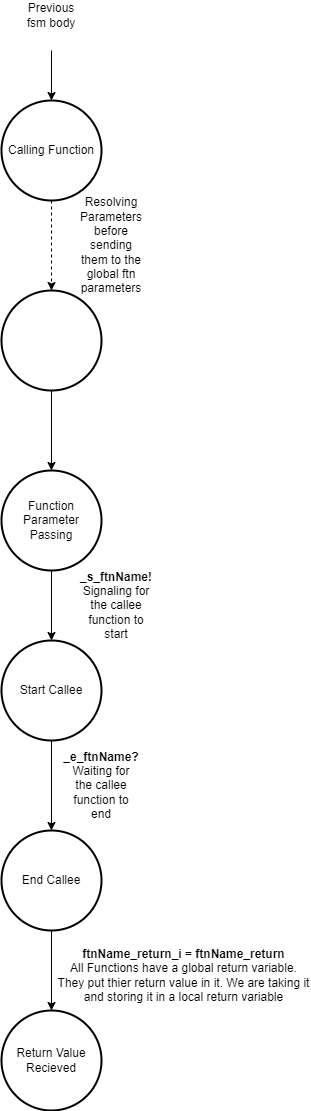 Previous
fsm body
Calling Function
Resolving
Parameters
before
sending
them to the
global ftn
parameters
Function
Parameter
Passing
_s_ftnName!
Signaling for
the callee
function to
start
Start Callee
_e_ftnName?
Waiting for
the callee
function to
end
End Callee
ftnName_return_i = ftnName_return
All Functions have a global return variable.
They put thier return value in it. We are taking it
and storing it in a local return variable
Return Value
Recieved